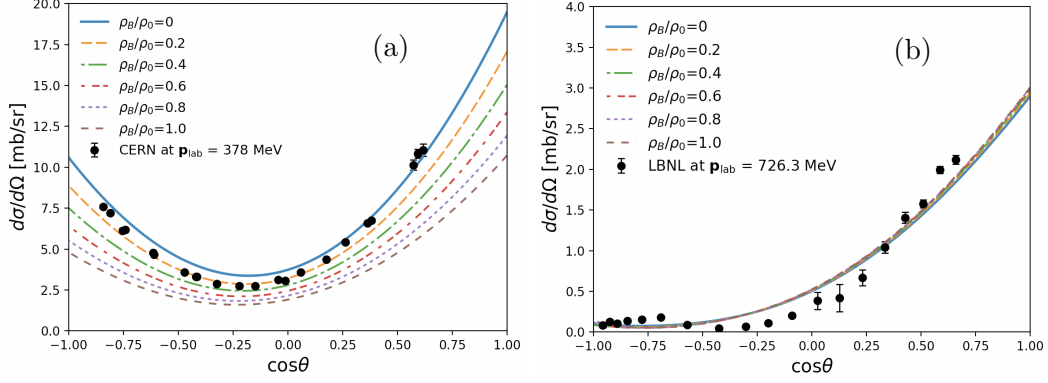 (a)
ρB/ρ0=0
ρB/ρ0=0.2
ρB/ρ0=0.4
ρB/ρ0=0.6
ρB/ρ0=0.8
ρB/ρ0=1.0
CERN at plab = 378 MeV
dσ/dΩ [mb/sr]
20.0
17.5
15.0
12.5
10.0
7.5
5.0
2.5
0.0
−1.00 −0.75 −0.50 −0.25 0.00 0.25 0.50 0.75 1.00
cosθ
(b)
ρB/ρ0=0
ρB/ρ0=0.2
ρB/ρ0=0.4
ρB/ρ0=0.6
ρB/ρ0=0.8
ρB/ρ0=1.0
LBNL at plab = 726.3 MeV
dσ/dΩ [mb/sr]
4.0
3.5
3.0
2.5
2.0
1.5
1.0
0.5
0.0
−1.00 −0.75 −0.50 −0.25 0.00 0.25 0.50 0.75 1.00
cosθ